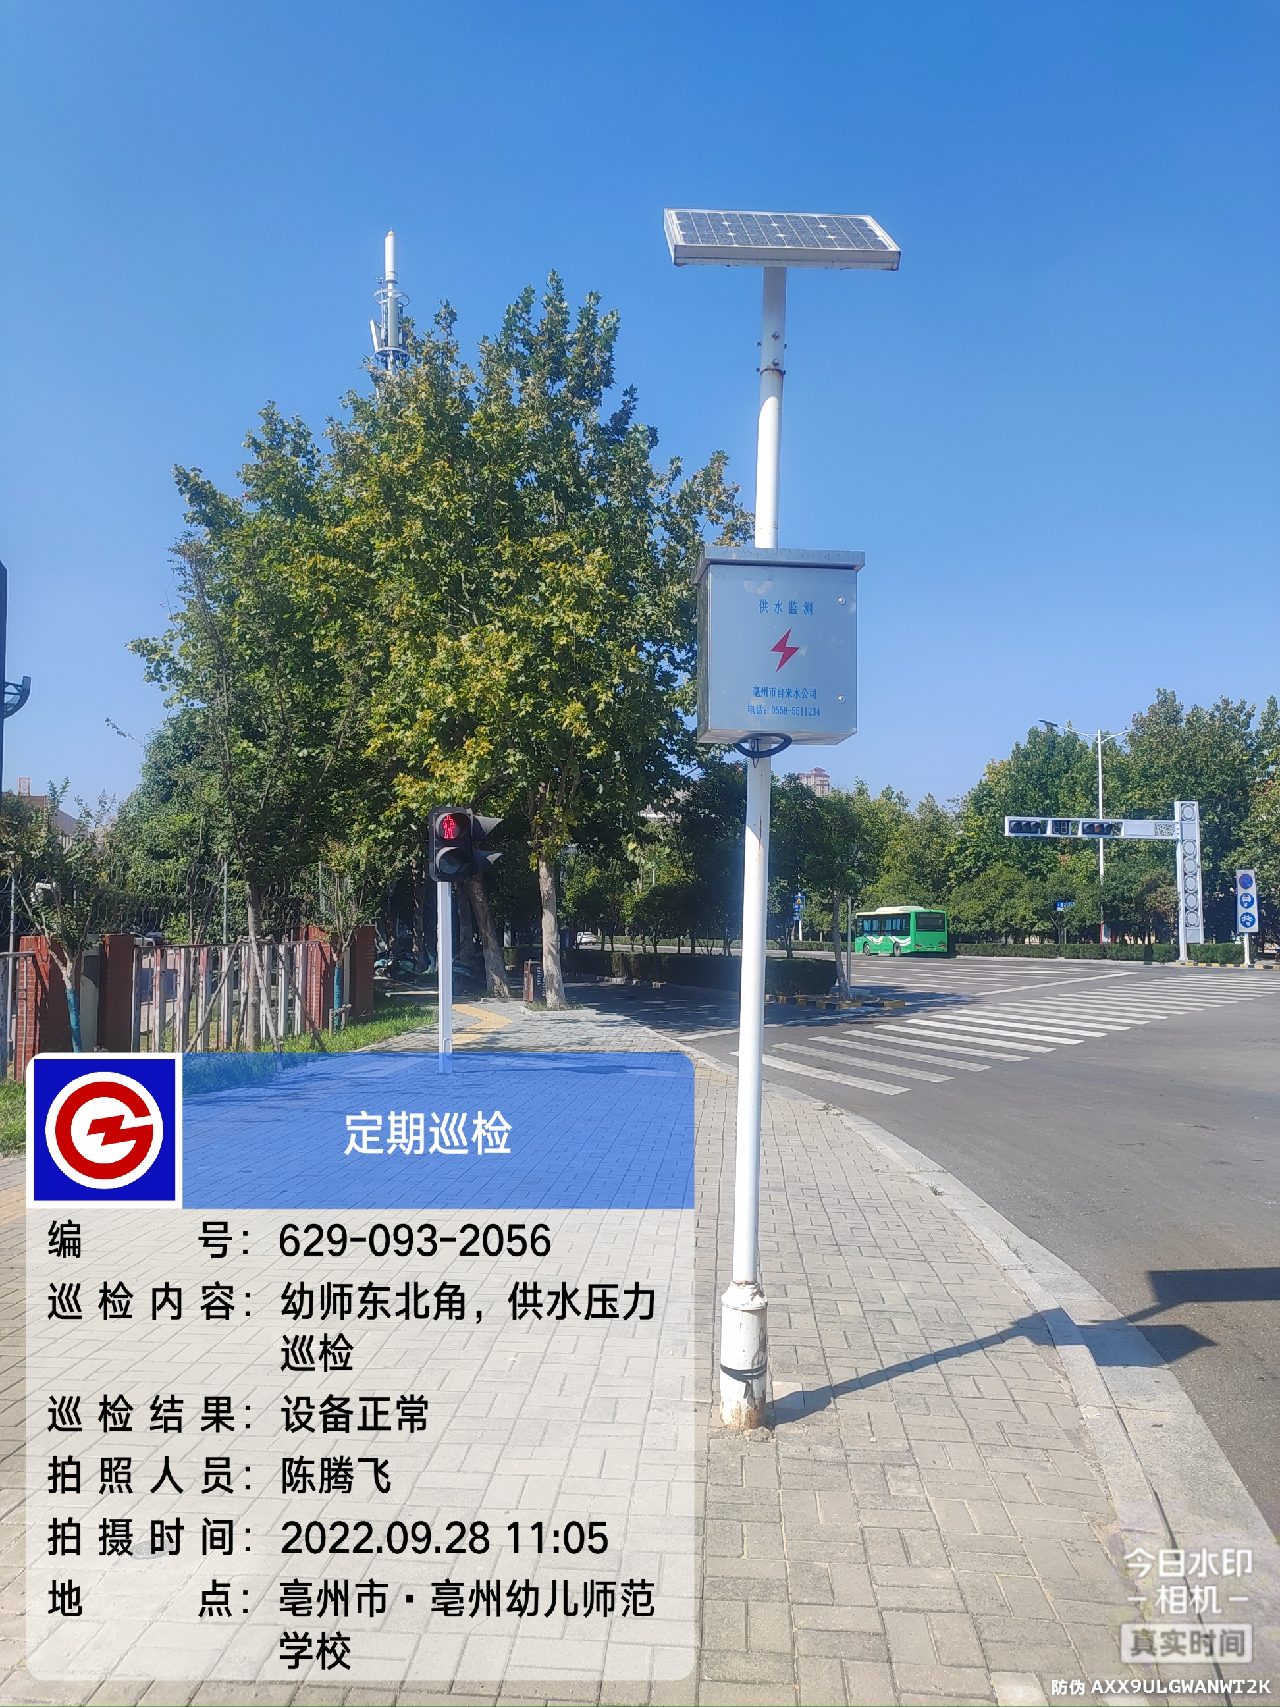 供水监测
亳州市自来水公司
电话：0558-5511234
定期巡检
编号：629-093-2056
巡检内容：幼师东北角，供水压力
巡检
巡检结果：设备正常
拍照人员：陈腾飞
拍摄时间：2022.09.28 11:05
地点：亳州市·亳州幼儿师范
学校
今日水印
-相机-
真实时间
防伪 AXX9ULGWANWT2K